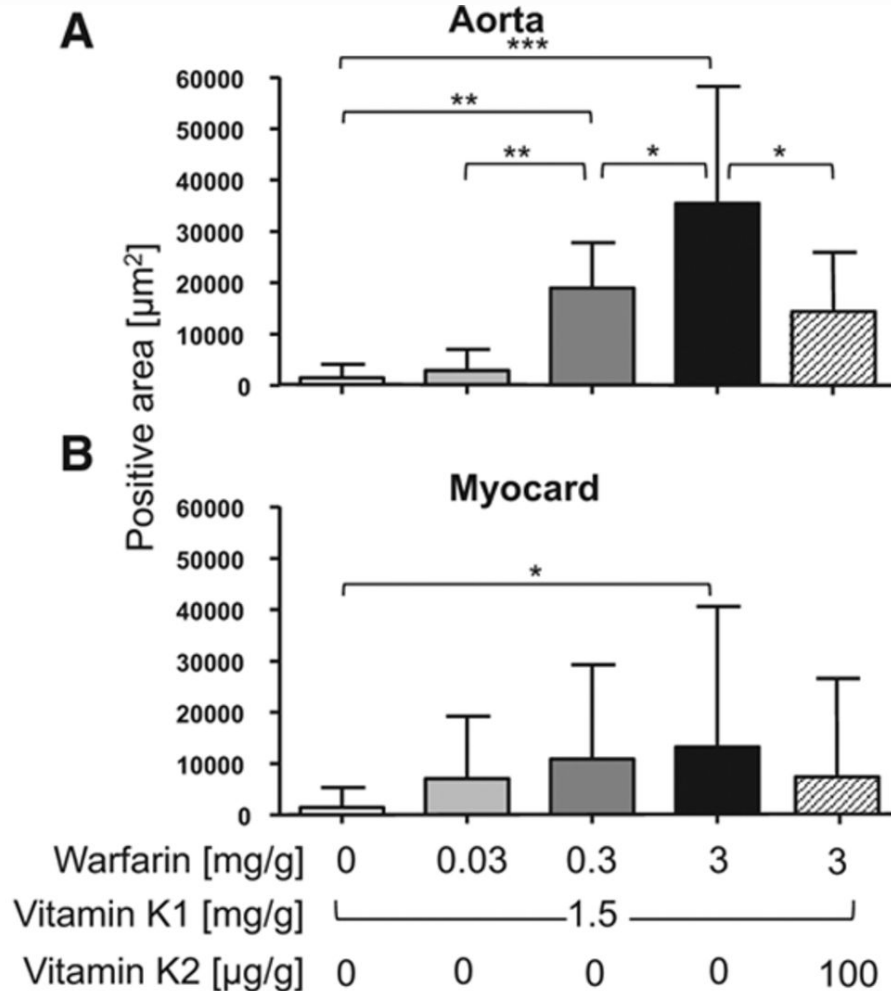 A
Aorta
***
**
** * *
60000
50000
40000
30000
20000
10000
0
Positive area [µm²]
B
Myocard
*
60000
50000
40000
30000
20000
10000
0
Warfarin [mg/g] 0 0.03 0.3 3 3
Vitamin K1 [mg/g] 1.5
Vitamin K2 [µg/g] 0 0 0 0 100